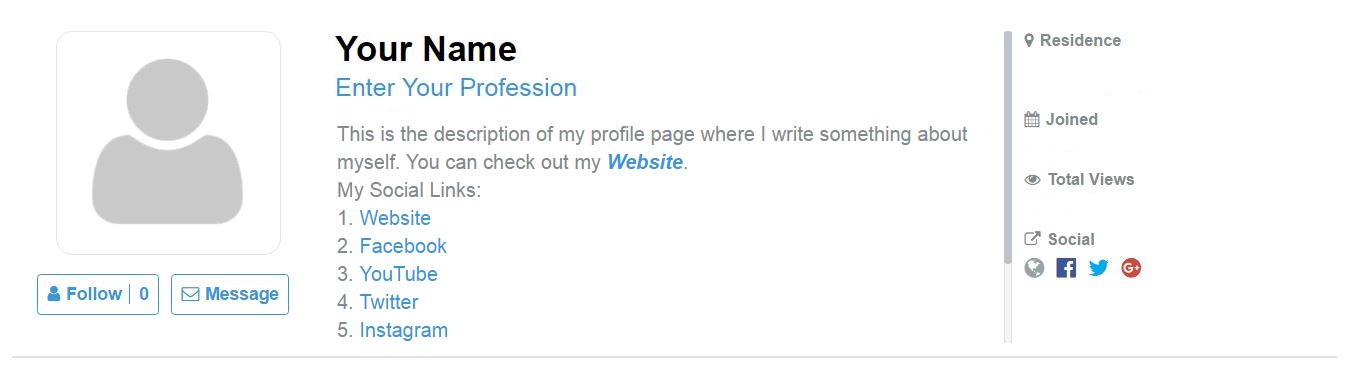 Your Name
Enter Your Profession
This is the description of my profile page where I write something about
myself. You can check out my Website.
My Social Links:
1. Website
2. Facebook
3. YouTube
4. Twitter
5. Instagram
Follow 0
Message
Residence
Joined
Total Views
Social